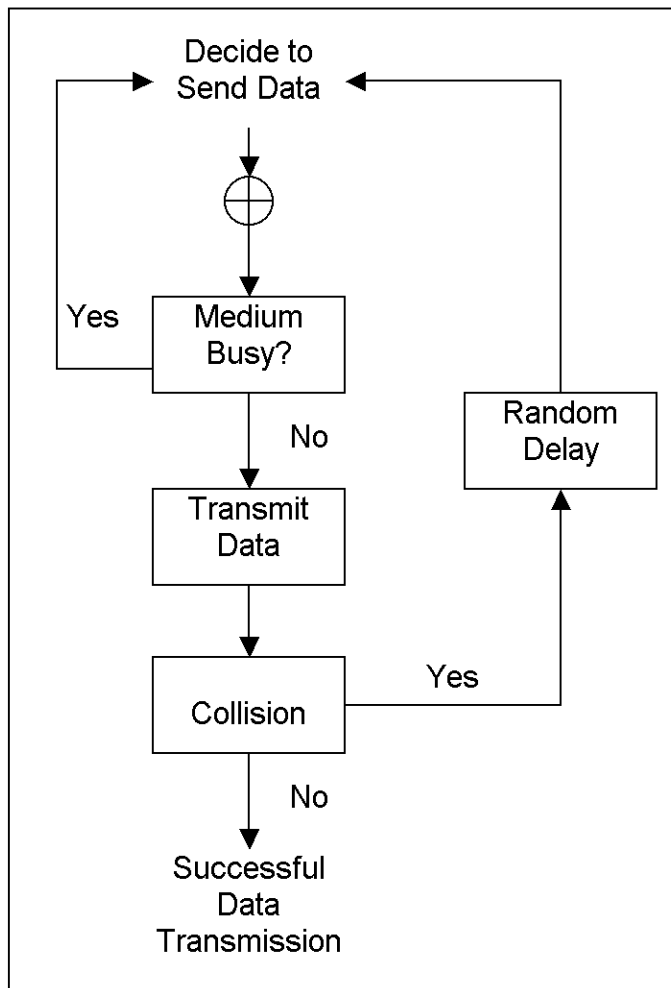 Decide to
Send Data
Yes
Medium
Busy?
No
Random
Delay
Transmit
Data
Yes
Collision
No
Successful
Data
Transmission